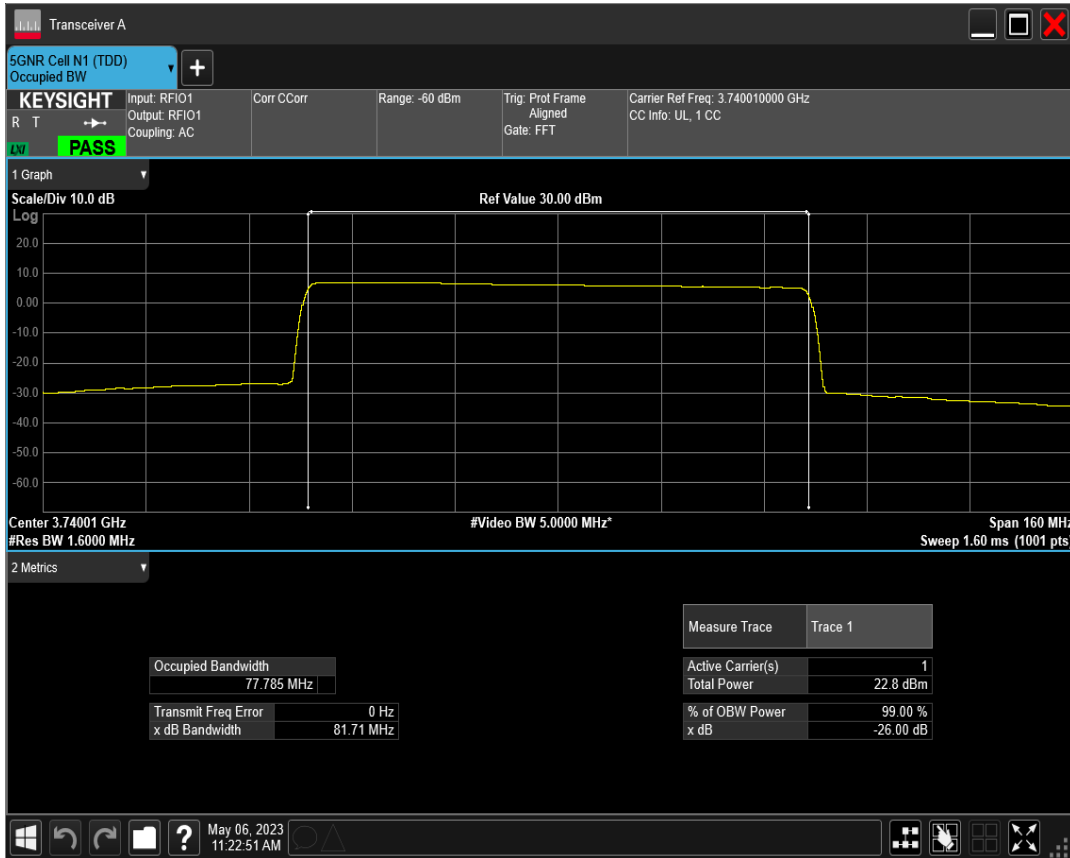 Transceiver A
5GNR Cell N1 (TDD)
Occupied BW
+
KEYSIGHT
R T
LXI
PASS
Input: RFIO1
Output: RFIO1
Coupling: AC
Corr CCorr
Range: -60 dBm
Trig: Prot Frame
Aligned
Gate: FFT
Carrier Ref Freq: 3.740010000 GHz
CC Info: UL, 1 CC
1 Graph
Scale/Div 10.0 dB
Ref Value 30.00 dBm
Log
20.0
10.0
0.00
-10.0
-20.0
-30.0
-40.0
-50.0
-60.0
Center 3.74001 GHz
#Video BW 5.0000 MHz*
Span 160 MHz
#Res BW 1.6000 MHz
Sweep 1.60 ms (1001 pts)
2 Metrics
Measure Trace Trace 1
Occupied Bandwidth
77.785 MHz
Active Carrier(s) 1
Total Power 22.8 dBm
Transmit Freq Error 0 Hz
x dB Bandwidth 81.71 MHz
% of OBW Power 99.00 %
x dB -26.00 dB
?
May 06, 2023
11:22:51 AM